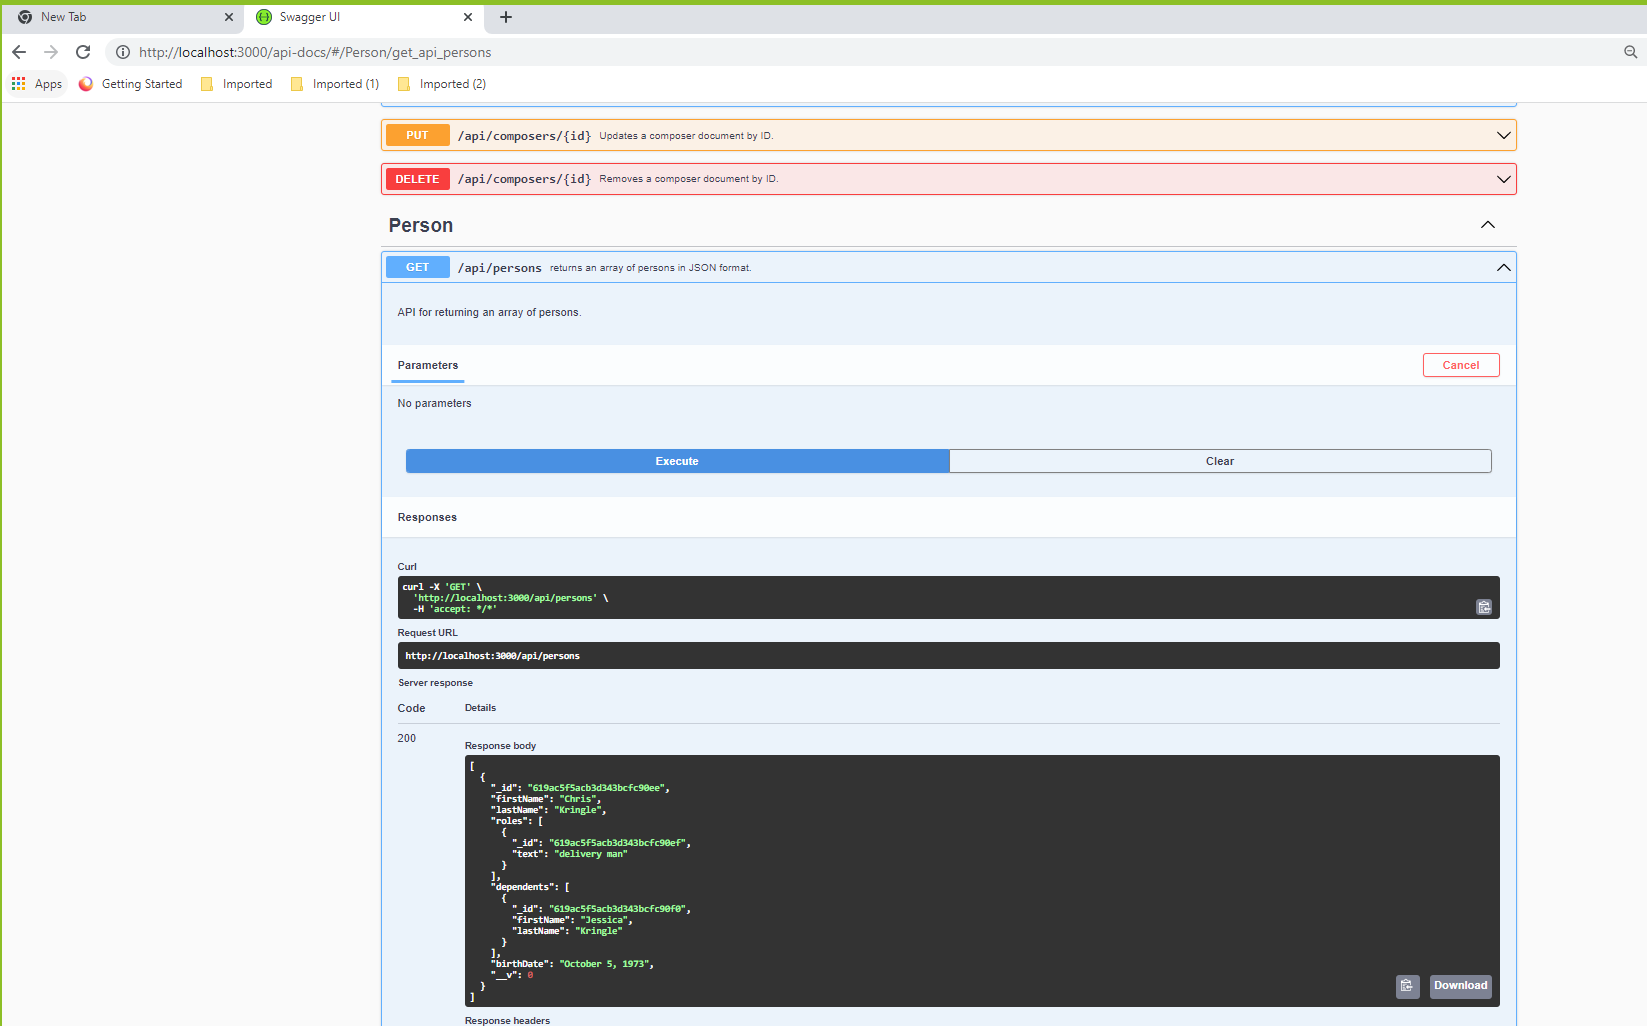 New Tab
Swagger UI
http://localhost:3000/api-docs/#/Person/get_api_persons
Apps
Getting Started
Imported
Imported (1)
Imported (2)
PUT
/api/composers/{id}
Updates a composer document by ID.
DELETE
/api/composers/{id}
Removes a composer document by ID.
Person
GET
/api/persons
returns an array of persons in JSON format.
API for returning an array of persons.
Parameters
Cancel
No parameters
Execute
Clear
Responses
Curl
curl -X 'GET' \
'http://localhost:3000/api/persons' \
-H 'accept: */*'
Request URL
http://localhost:3000/api/persons
Server response
Code
Details
200
Response body
[
{
"_id": "619ac5f5acb3d343bcfc90ee",
"firstName": "Chris",
"lastName": "Kringle",
"roles": [
{
"_id": "619ac5f5acb3d343bcfc90ef",
"text": "delivery man"
}
],
"dependents": [
{
"_id": "619ac5f5acb3d343bcfc90f0",
"firstName": "Jessica",
"lastName": "Kringle"
}
],
"birthDate": "October 5, 1973",
"__v": 0
}
]
Download
Response headers